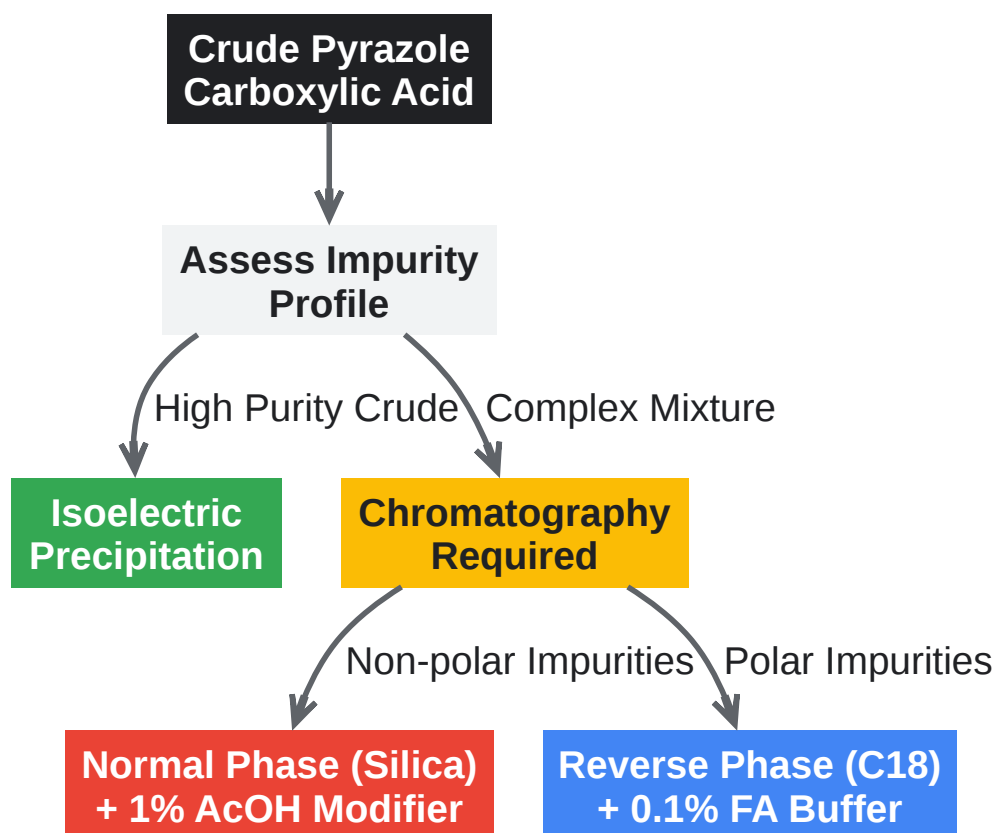 Crude Pyrazole
Carboxylic Acid
Assess Impurity
Profile
High Purity Crude
Complex Mixture
Isoelectric
Precipitation
Chromatography
Required
Non-polar Impurities
Polar Impurities
Normal Phase (Silica)
+ 1% AcOH Modifier
Reverse Phase (C18)
+ 0.1% FA Buffer